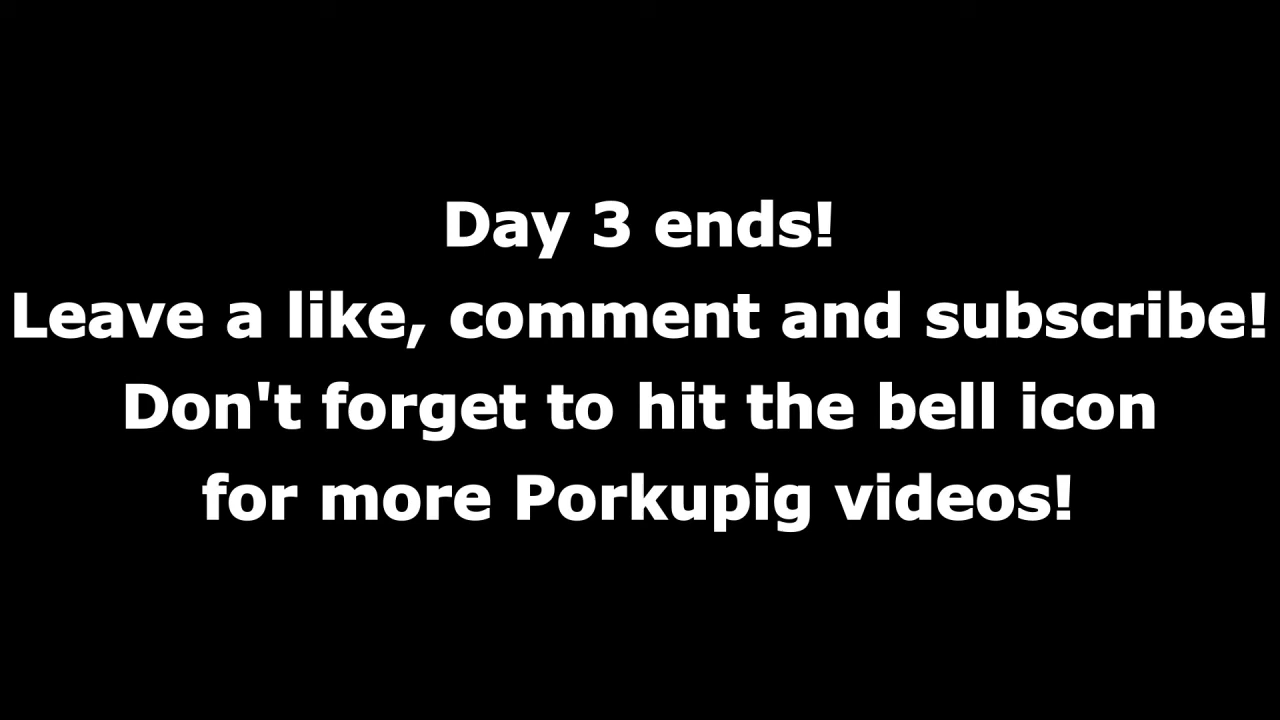 Day 3 ends!
Leave a like, comment and subscribe!
Don't forget to hit the bell icon
for more Porkupig videos!